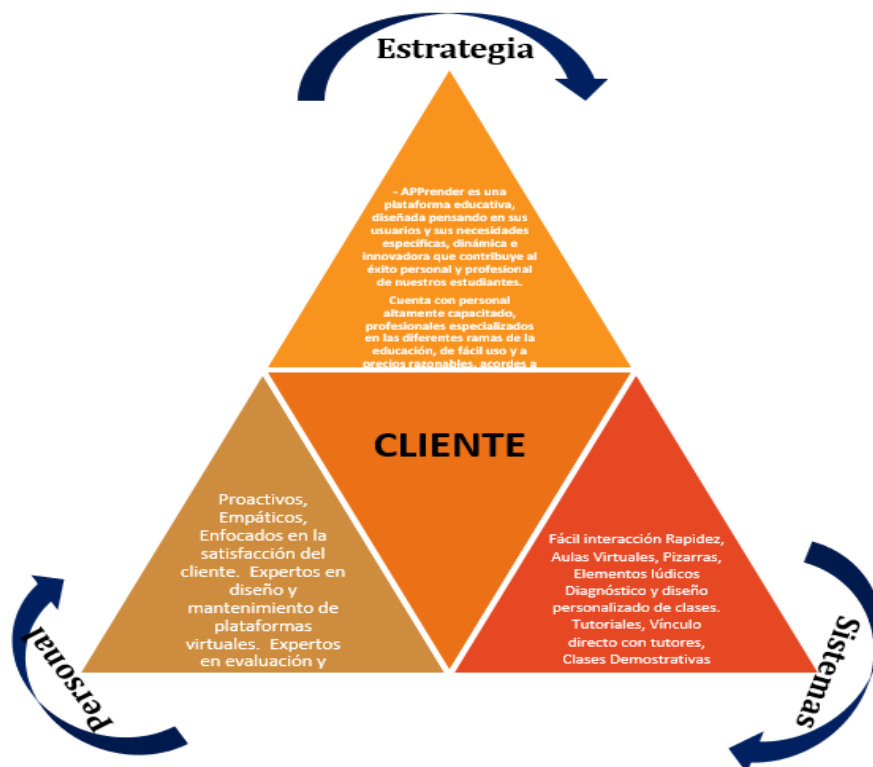 Estrategia
- APPrender es una
plataforma educativa,
diseñada pensando en sus
usuarios y sus necesidades
específicas, dinámica e
innovadora que contribuye al
éxito personal y profesional
de nuestros estudiantes.
Cuenta con personal
altamente capacitado,
profesionales especializados
en las diferentes ramas de la
educación, de fácil uso y a
precios razonables, acordes a
CLIENTE
Proactivos,
Empáticos,
Enfocados en la
satisfacción del
cliente. Expertos en
diseño y
mantenimiento de
plataformas
virtuales. Expertos
en evaluación y
Fácil interacción Rapidez,
Aulas Virtuales, Pizarras,
Elementos lúdicos
Diagnóstico y diseño
personalizado de clases.
Tutoriales, Vínculo
directo con tutores,
Clases Demostrativas
Personal
Sistemas